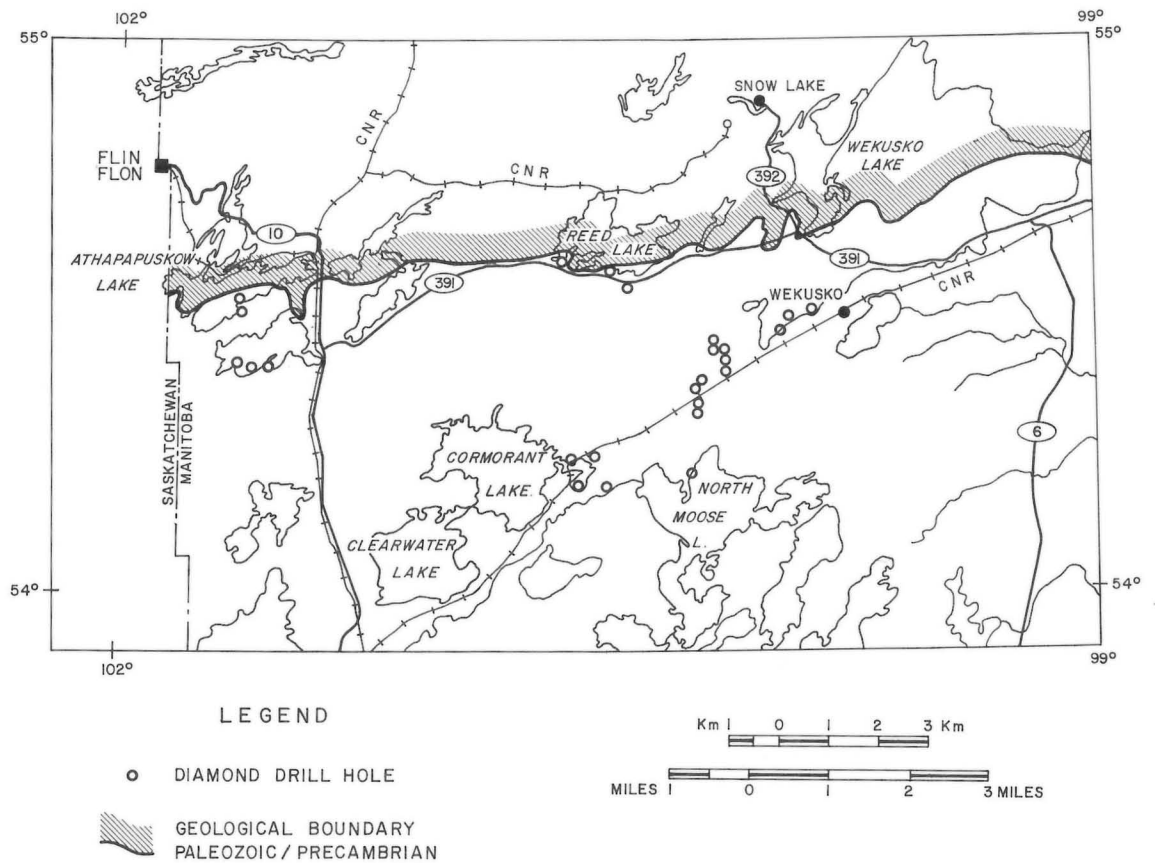 102°
99°
55°
55°
SNOW LAKE
CNR
FLIN
FLON
CNR
WEKUSKO
LAKE
392
10
REED
LAKE
ATHAPAPUSKOW
LAKE
391
391
CNR
WEKUSKO
SASKATCHEWAN
MANITOBA
6
CORMORANT
LAKE
NORTH
MOOSE
L.
CLEARWATER
LAKE
54°
54°
102°
99°
LEGEND
DIAMOND DRILL HOLE
GEOLOGICAL BOUNDARY
PALEOZOIC/PRECAMBRIAN
Km 1 0 1 2 3 Km
MILES 1 0 1 2 3 MILES